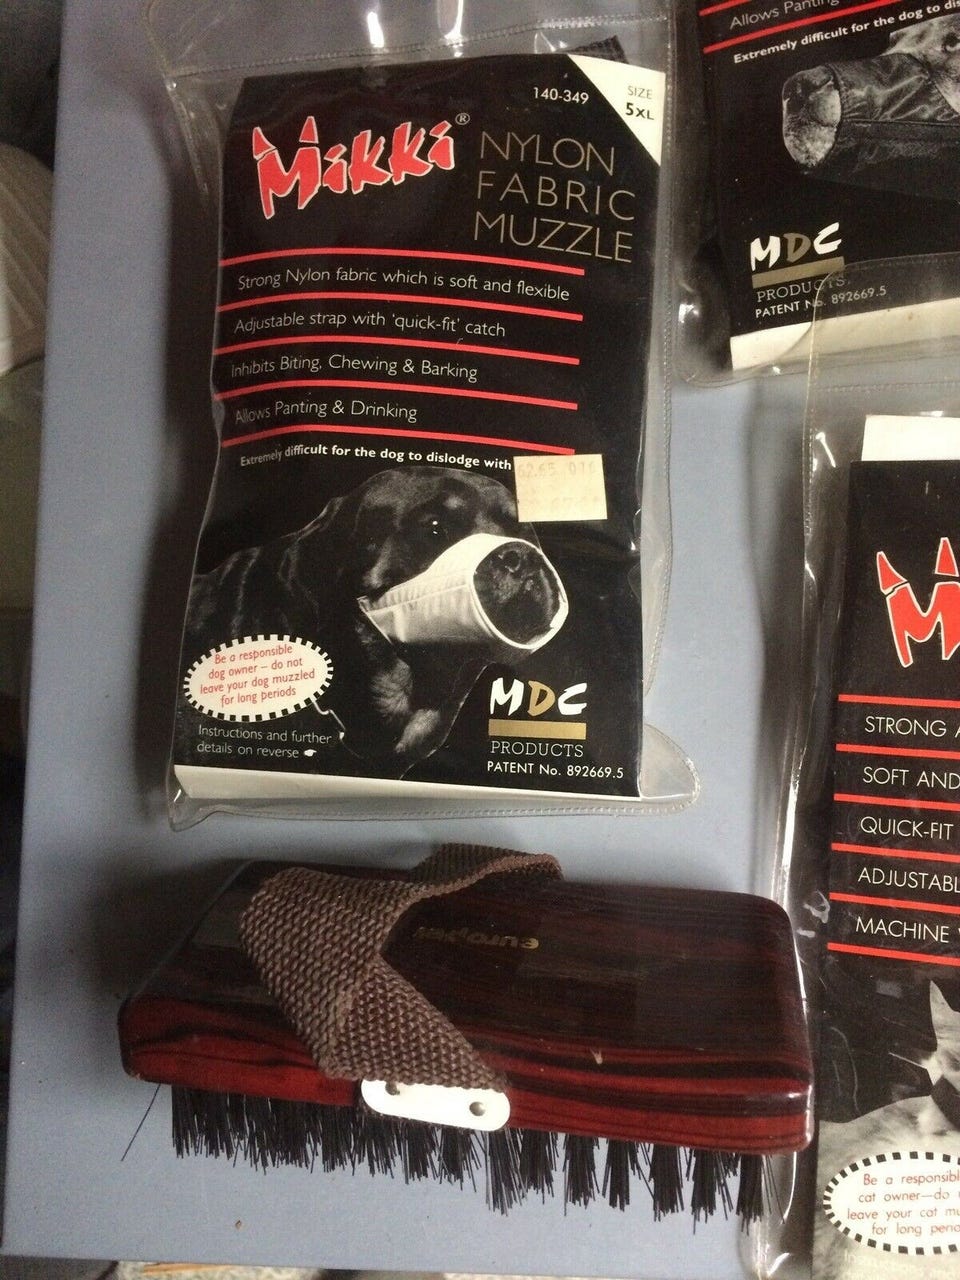 140-349
SIZE
5XL
Mikki®
NYLON
FABRIC
MUZZLE
Strong Nylon fabric which is soft and flexible
Adjustable strap with 'quick-fit' catch
Inhibits Biting, Chewing & Barking
Allows Panting & Drinking
Extremely difficult for the dog to dislodge with
Be a responsible
dog owner – do not
leave your dog muzzled
for long periods
Instructions and further
details on reverse
MDC
PRODUCTS
PATENT No. 892669.5
Allows Panting
Extremely difficult for the dog to dis
MDC
PRODUCTS
PATENT No. 892669.5
M
STRONG A
SOFT AND
QUICK-FIT
ADJUSTABL
MACHINE
Be a responsibl
cat owner—do
leave your cat mu
for long perio